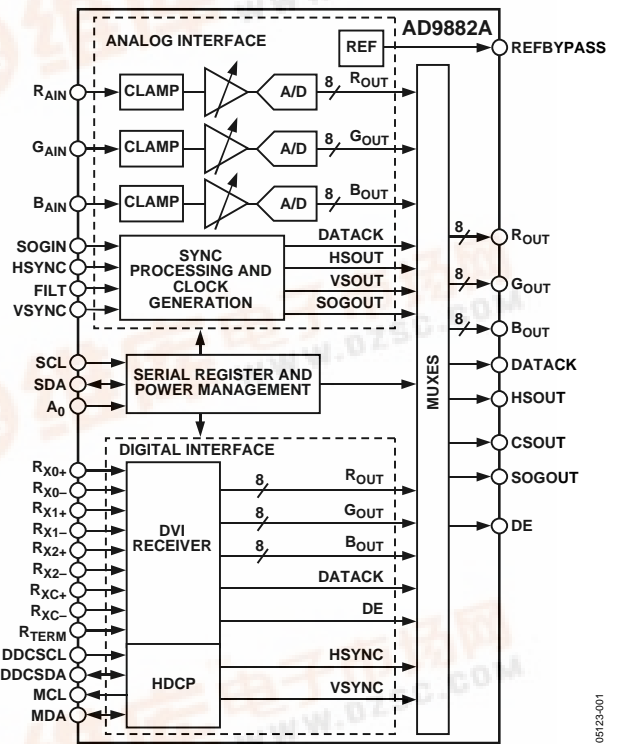 AD9882A
ANALOG INTERFACE
REF
REFBYPASS
RAIN
CLAMP
A/D
8
ROUT
GAIN
CLAMP
A/D
8
GOUT
BAIN
CLAMP
A/D
8
BOUT
SOGIN
HSYNC
FILT
VSYNC
SYNC
PROCESSING AND
CLOCK
GENERATION
DATACK
HSOUT
VSOUT
SOGOUT
SCL
SDA
A0
SERIAL REGISTER AND
POWER MANAGEMENT
MUXES
8
ROUT
8
GOUT
8
BOUT
DATACK
HSOUT
CSOUT
SOGOUT
DE
DIGITAL INTERFACE
RX0+
RX0–
RX1+
RX1–
RX2+
RX2–
RXC+
RXC–
RTERM
DVI
RECEIVER
8
ROUT
8
GOUT
8
BOUT
DATACK
DE
DDCSCL
DDCSDA
MCL
MDA
HDCP
HSYNC
VSYNC
05123-001